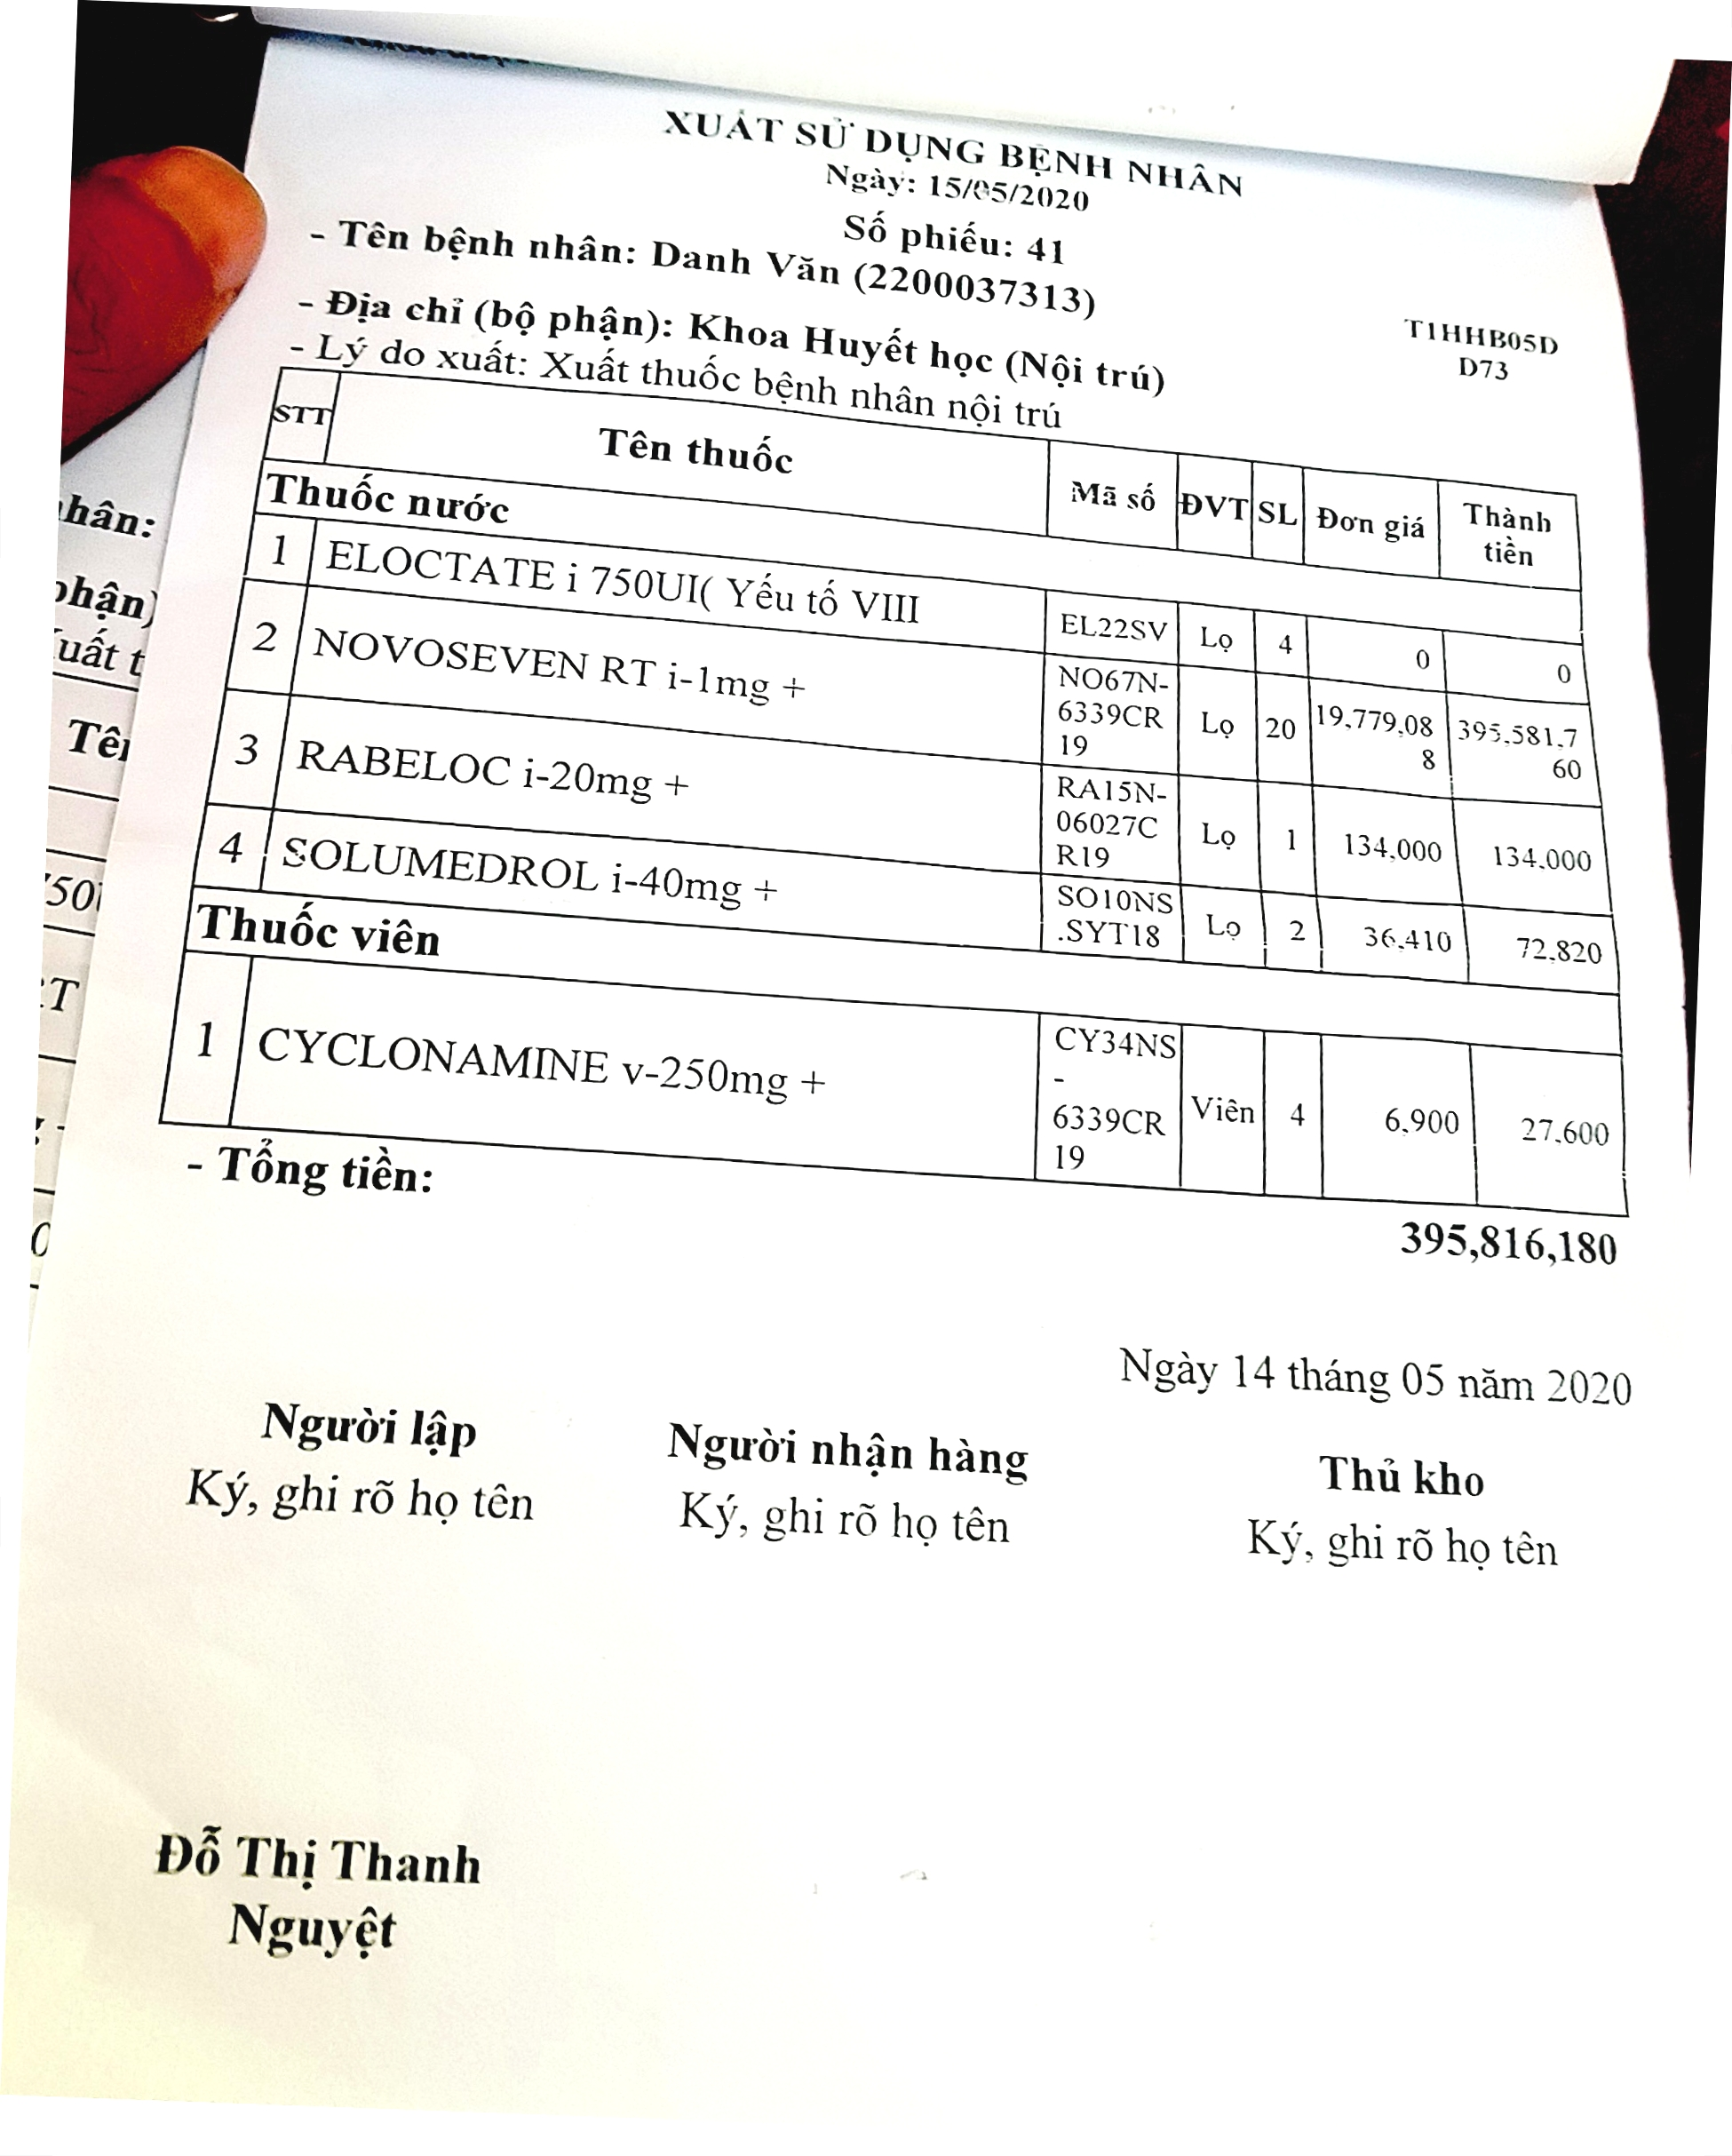 XUẤT SỬ DỤNG BỆNH NHÂN
Ngày: 15/05/2020
Số phiếu: 41
- Tên bệnh nhân: Danh Văn (2200037313)
- Địa chỉ (bộ phận): Khoa Huyết học (Nội trú)
T1HHB05D
D73
- Lý do xuất: Xuất thuốc bệnh nhân nội trú
STT Tên thuốc Mã số ĐVT SL Đơn giá Thành tiền
Thuốc nước
1 ELOCTATE i 750UI( Yếu tố VIII EL22SV Lọ 4 0 0
2 NOVOSEVEN RT i-1mg + NO67N-6339CR19 Lọ 20 19,779,088 395,581,760
3 RABELOC i-20mg + RA15N-06027CR19 Lọ 1 134,000 134,000
4 SOLUMEDROL i-40mg + SO10NS.SYT18 Lọ 2 36,410 72,820
Thuốc viên
1 CYCLONAMINE v-250mg + CY34NS-6339CR19 Viên 4 6,900 27,600
- Tổng tiền: 395,816,180
Ngày 14 tháng 05 năm 2020
Người lập Người nhận hàng Thủ kho
Ký, ghi rõ họ tên Ký, ghi rõ họ tên Ký, ghi rõ họ tên
Đỗ Thị Thanh
Nguyệt